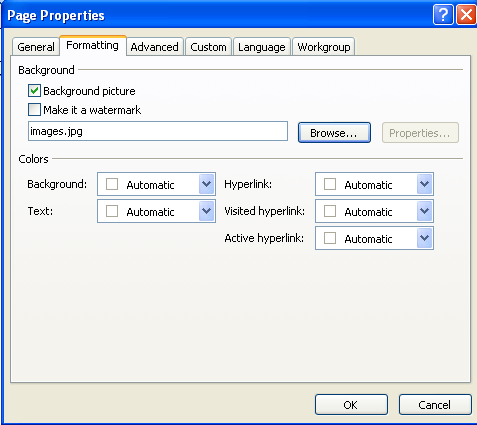 Page Properties
General Formatting Advanced Custom Language Workgroup
Background
Background picture
Make it a watermark
images.jpg Browse... Properties...
Colors
Background: Automatic Hyperlink: Automatic
Text: Automatic Visited hyperlink: Automatic
Active hyperlink: Automatic
OK Cancel